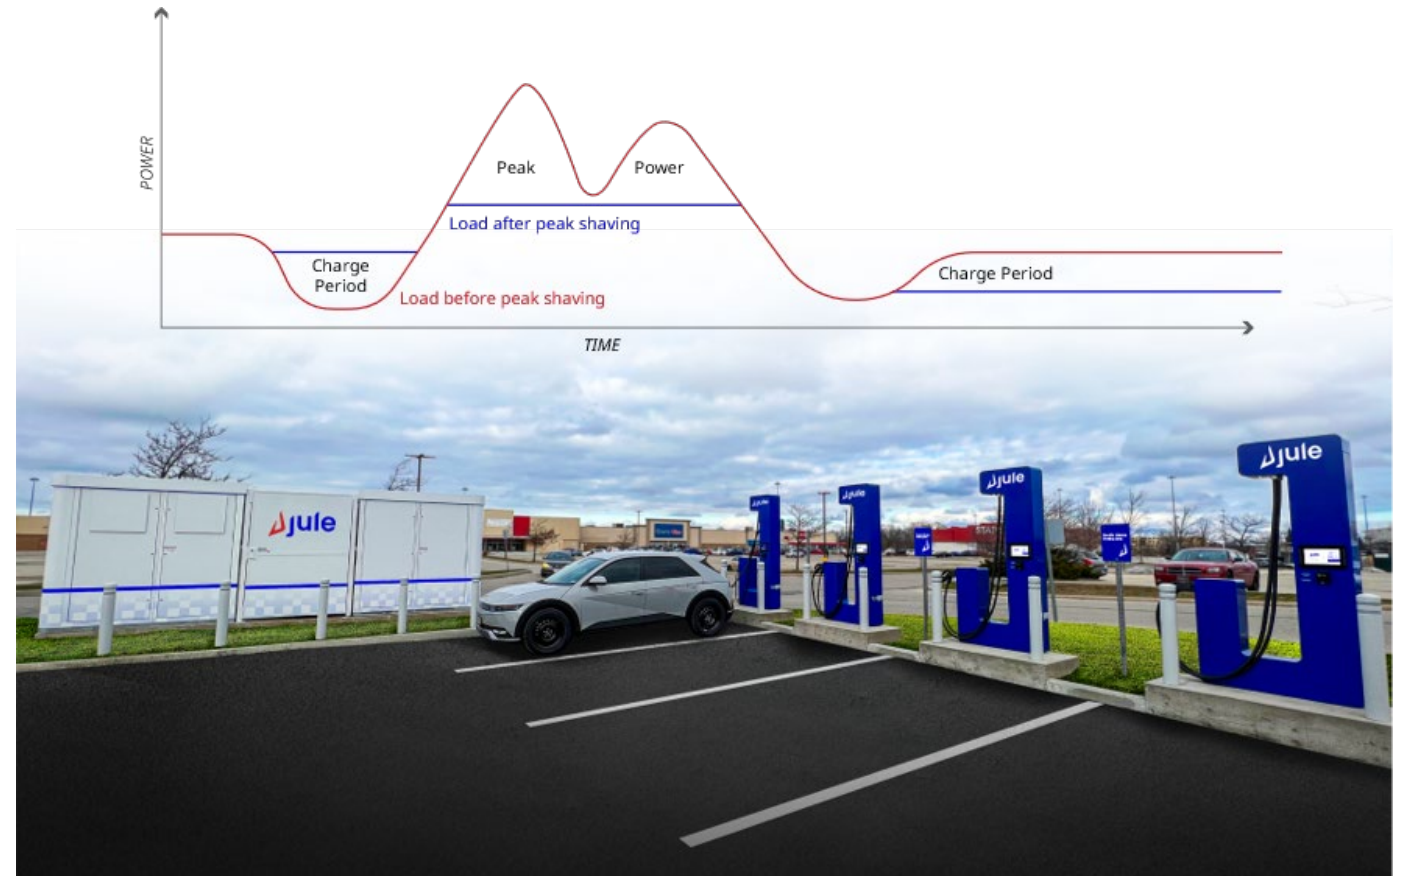 POWER
Peak
Power
Load after peak shaving
Charge
Period
Load before peak shaving
Charge Period
TIME
jule
jule
jule
jule
jule